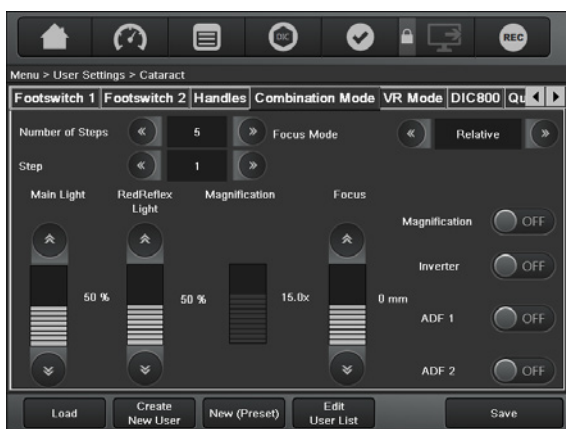 DIC
REC
Menu > User Settings > Cataract
Footswitch 1 Footswitch 2 Handles Combination Mode VR Mode DIC800 Qu
Number of Steps 5 Focus Mode Relative
Step 1
Main Light RedReflex Light Magnification Focus
Magnification OFF
Inverter OFF
50 % 50 % 15.0x 0 mm
ADF 1 OFF
ADF 2 OFF
Load Create New User New (Preset) Edit User List Save